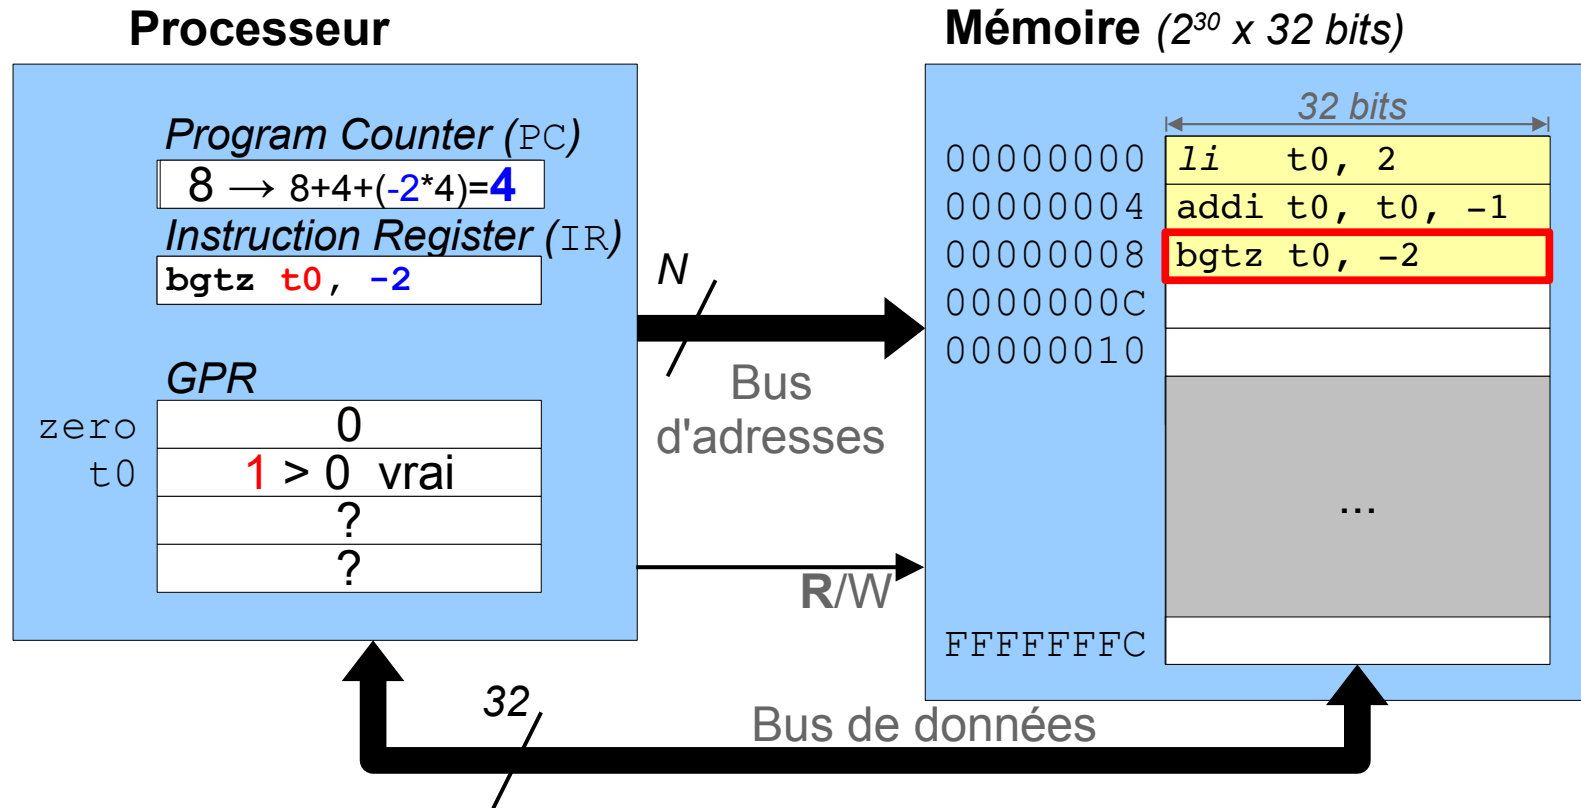 Processeur
Mémoire (2³⁰ x 32 bits)
Program Counter (PC)
8 → 8+4+(-2*4)=4
Instruction Register (IR)
bgtz t0, -2
GPR
zero 0
t0 1 > 0 vrai
?
?
N
Bus
d'adresses
R/W
32 bits
00000000 li t0, 2
00000004 addi t0, t0, -1
00000008 bgtz t0, -2
0000000C
00000010
...
FFFFFFFC
32
Bus de données